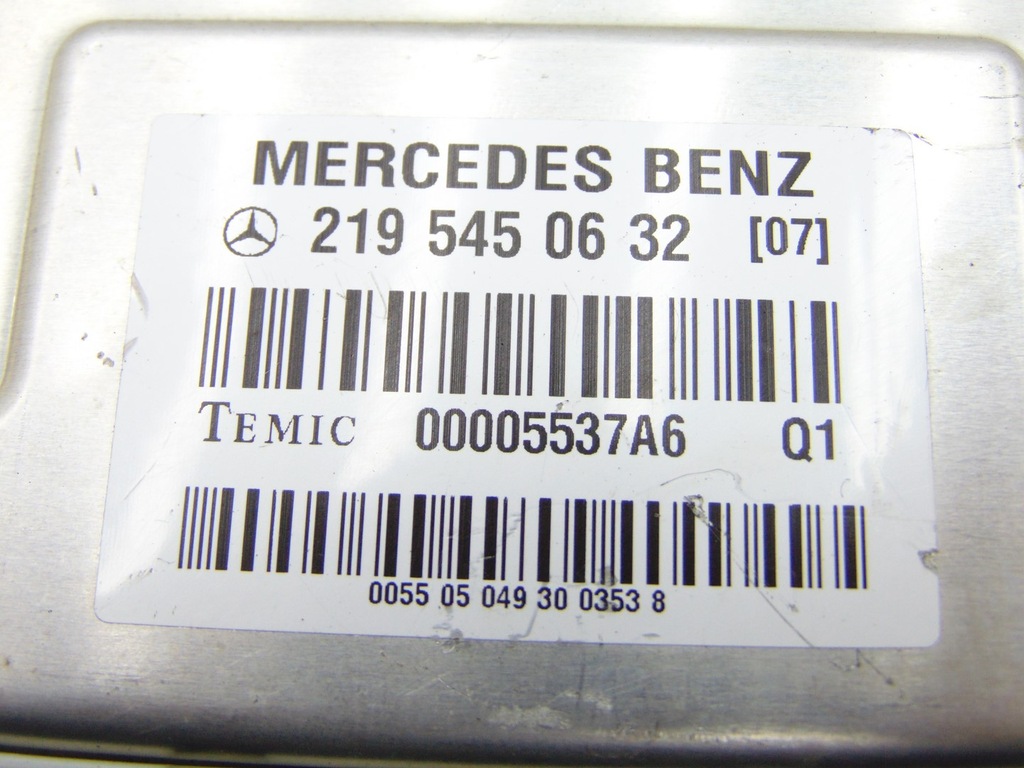 MERCEDES BENZ
219 545 06 32 [07]
TEMIC 00005537A6 Q1
0055 05 049 30 0353 8